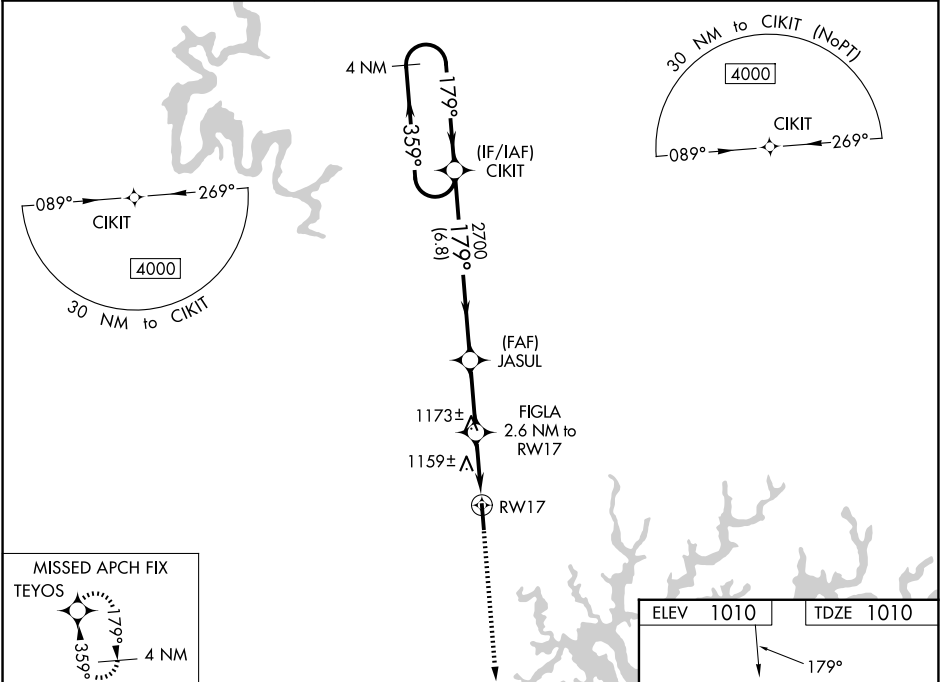 30 NM to CIKIT (NoPT)
4000
CIKIT
089°
269°
4 NM
179°
359°
(IF/IAF)
CIKIT
089°
269°
CIKIT
4000
30 NM to CIKIT
2700
179°
(6.8)
(FAF)
JASUL
1173±
FIGLA
2.6 NM to
RW17
1159±
RW17
MISSED APCH FIX
TEYOS
179°
359°
4 NM
ELEV 1010
TDZE 1010
179°